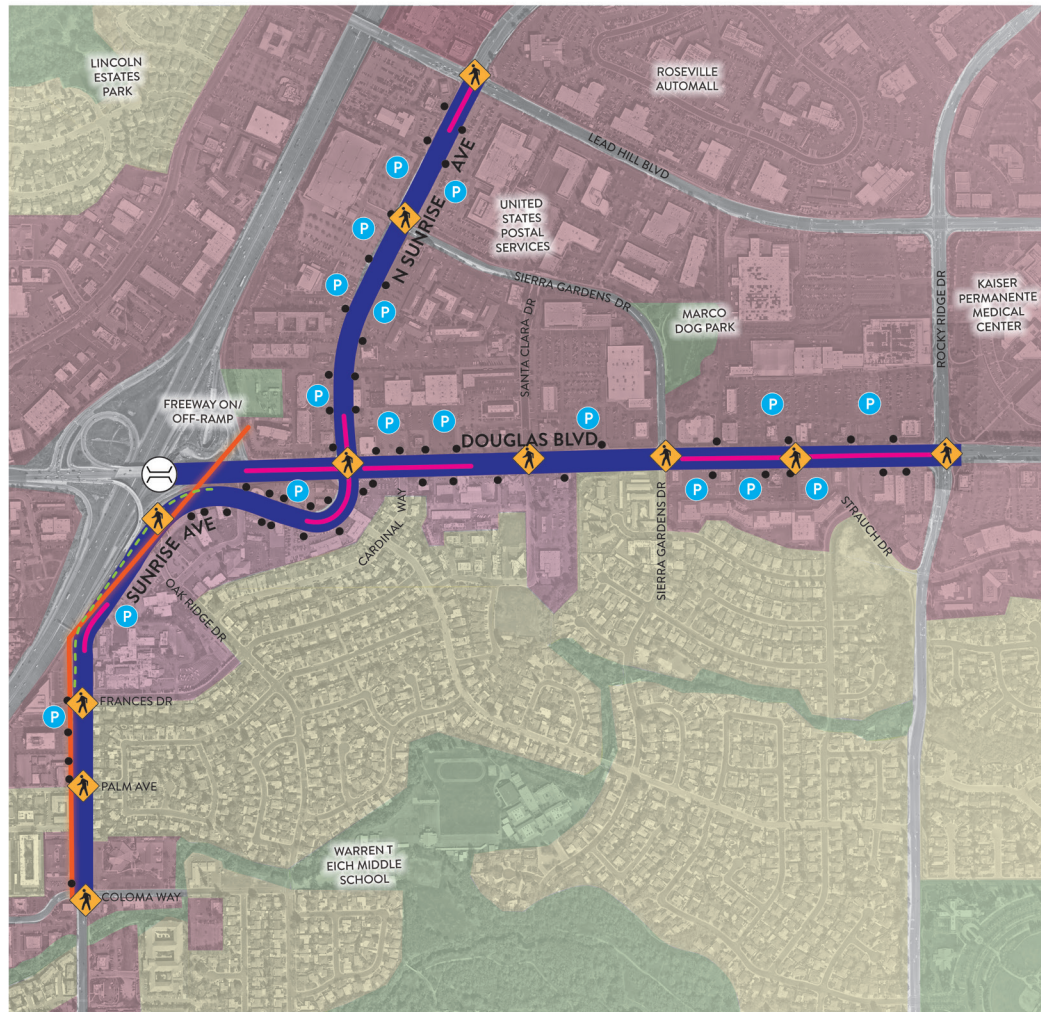 LINCOLN
ESTATES
PARK
ROSEVILLE
AUTOMALL
LEAD HILL BLVD
N SUNRISE AVE
P
P
P
UNITED
STATES
POSTAL
SERVICES
P
P
SIERRA GARDENS DR
SANTA CLARA DR
MARCO
DOG PARK
ROCKY RIDGE DR
KAISER
PERMANENTE
MEDICAL
CENTER
FREEWAY ON/
OFF-RAMP
P
P
P
P
P
P
DOUGLAS BLVD
P
P
P
P
SUNRISE AVE
CARDINAL WAY
SIERRA GARDENS DR
STRAUCH DR
OAK RIDGE DR
P
FRANCES DR
P
PALM AVE
WARREN T
EICH MIDDLE
SCHOOL
COLOMA WAY